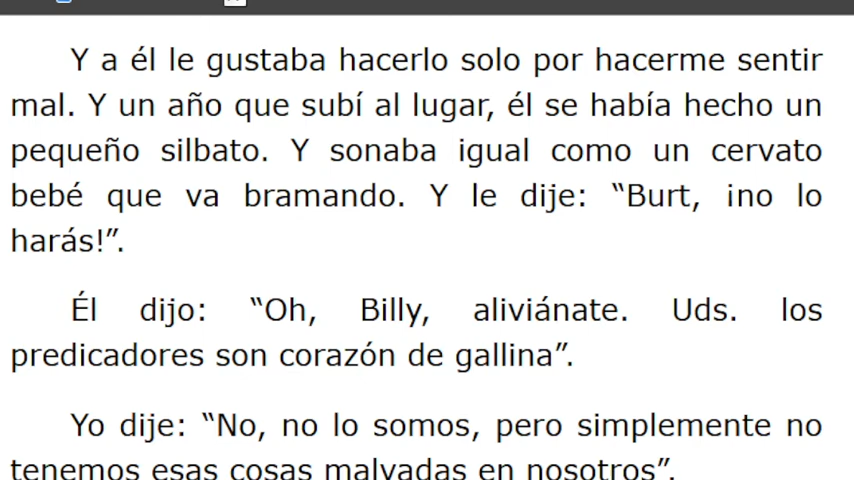 Y a él le gustaba hacerlo solo por hacerme sentir
mal. Y un año que subí al lugar, él se había hecho un
pequeño silbato. Y sonaba igual como un cervato
bebé que va bramando. Y le dije: “Burt, ¡no lo
harás!”.
Él dijo: “Oh, Billy, aliviánate. Uds. los
predicadores son corazón de gallina”.
Yo dije: “No, no lo somos, pero simplemente no
tenemos esas cosas malvadas en nosotros”.